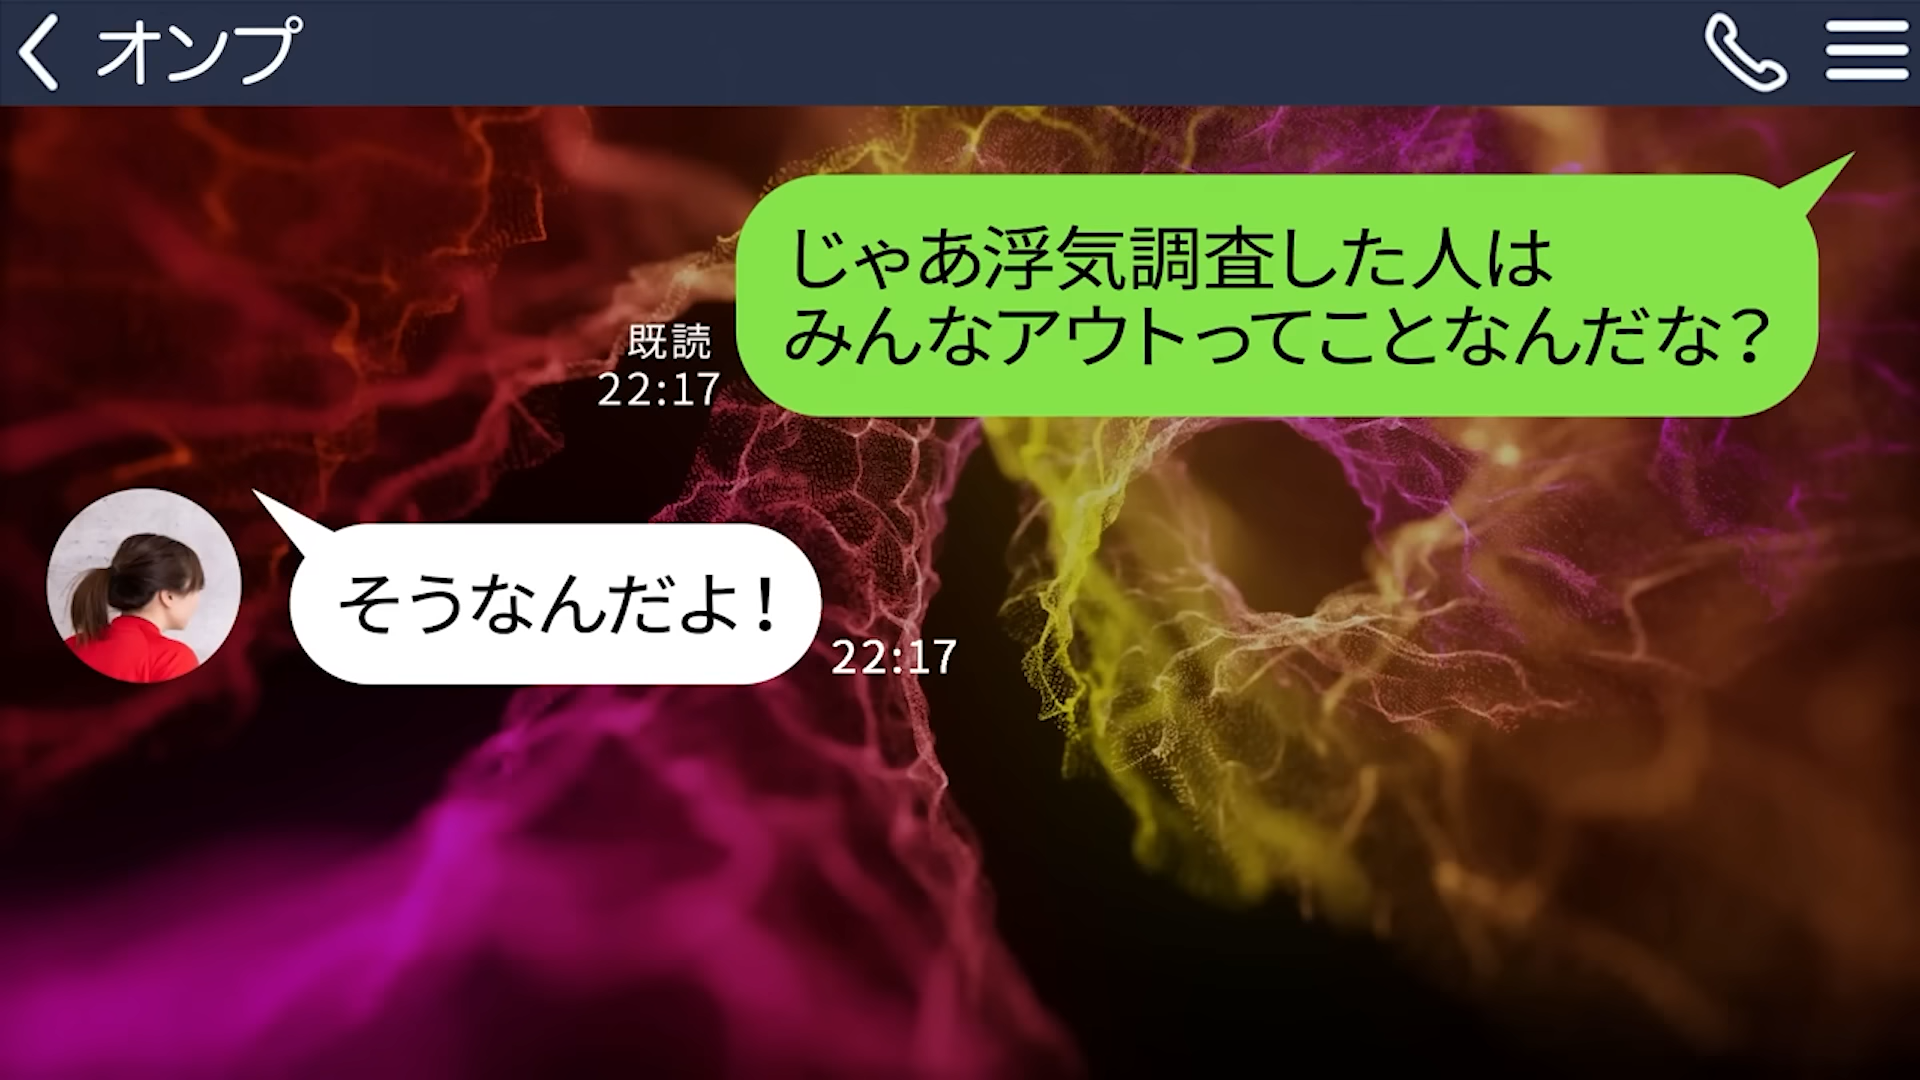 オンプ
じゃあ浮気調査した人は
みんなアウトってことなんだな？
既読
22:17
そうなんだよ！
22:17